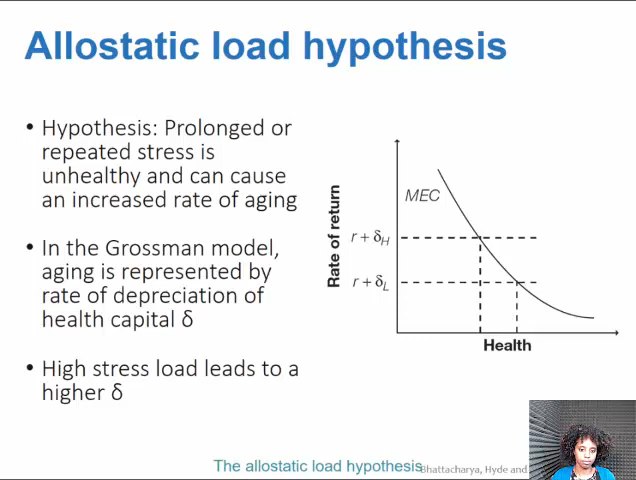 Allostatic load hypothesis
• Hypothesis: Prolonged or
repeated stress is
unhealthy and can cause
an increased rate of aging
• In the Grossman model,
aging is represented by
rate of depreciation of
health capital δ
• High stress load leads to a
higher δ
Rate of return
MEC
r + δH
r + δL
Health
The allostatic load hypothesis
Bhattacharya, Hyde and